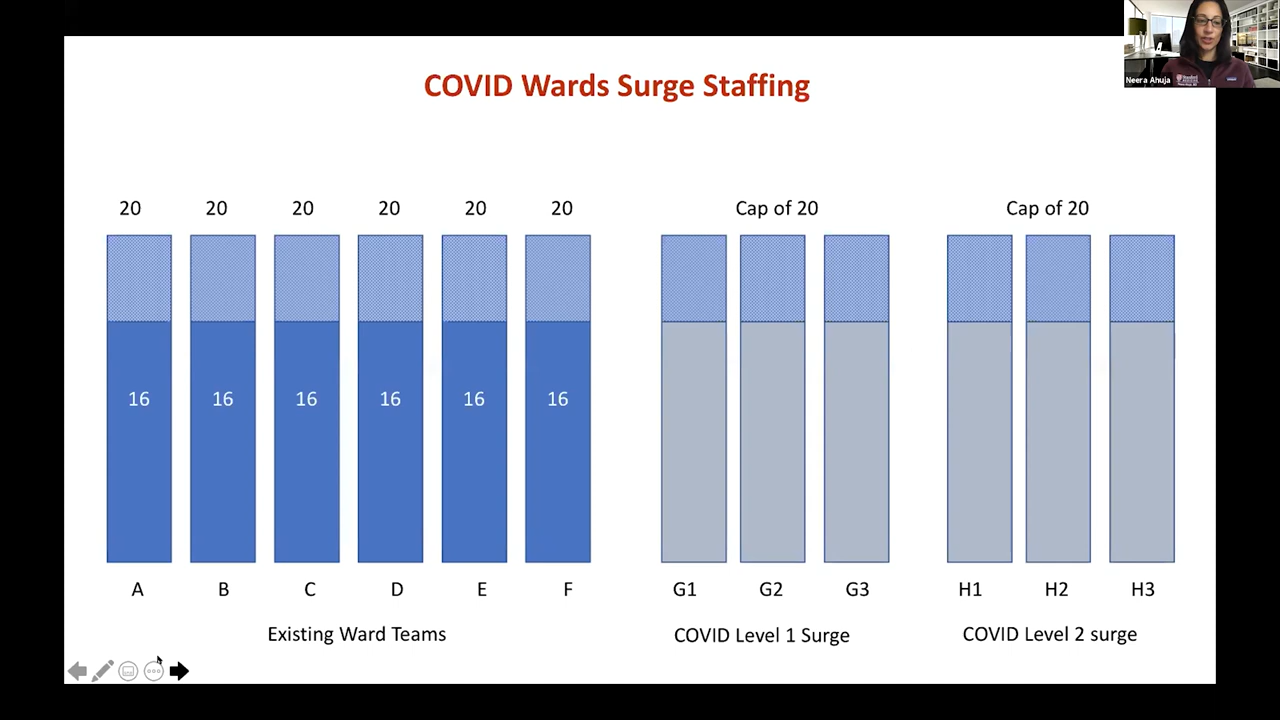 Neera Ahuja
COVID Wards Surge Staffing
20 20 20 20 20 20 Cap of 20 Cap of 20
16 16 16 16 16 16
A B C D E F G1 G2 G3 H1 H2 H3
Existing Ward Teams COVID Level 1 Surge COVID Level 2 surge